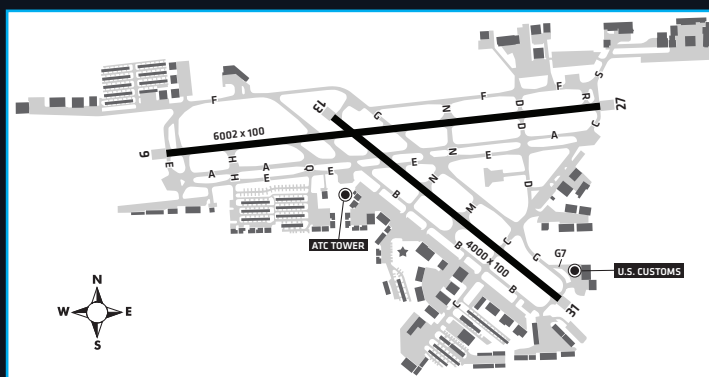 F
13
G
N
F
D
F
R
S
27
6002 x 100
D
A
C
9
E
H
A
Q
E
E
N
E
A
E
H
B
N
D
M
ATC TOWER
B
4000 x 100
C
G
G7
U.S. CUSTOMS
B
B
C
31
N
W
E
S